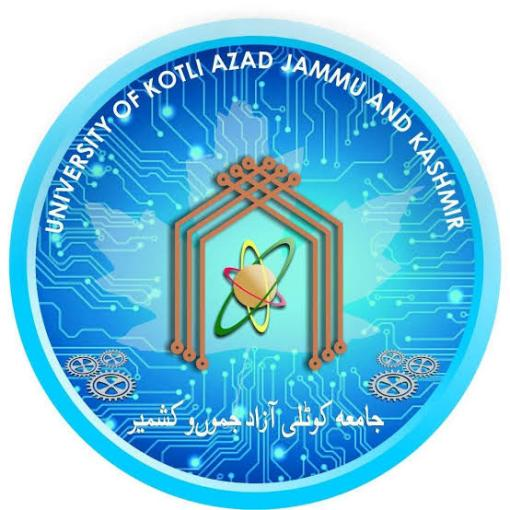 UNIVERSITY OF KOTLI AZAD JAMMU AND KASHMIR
جامعہ کوٹلی آزاد جموں و کشمیر